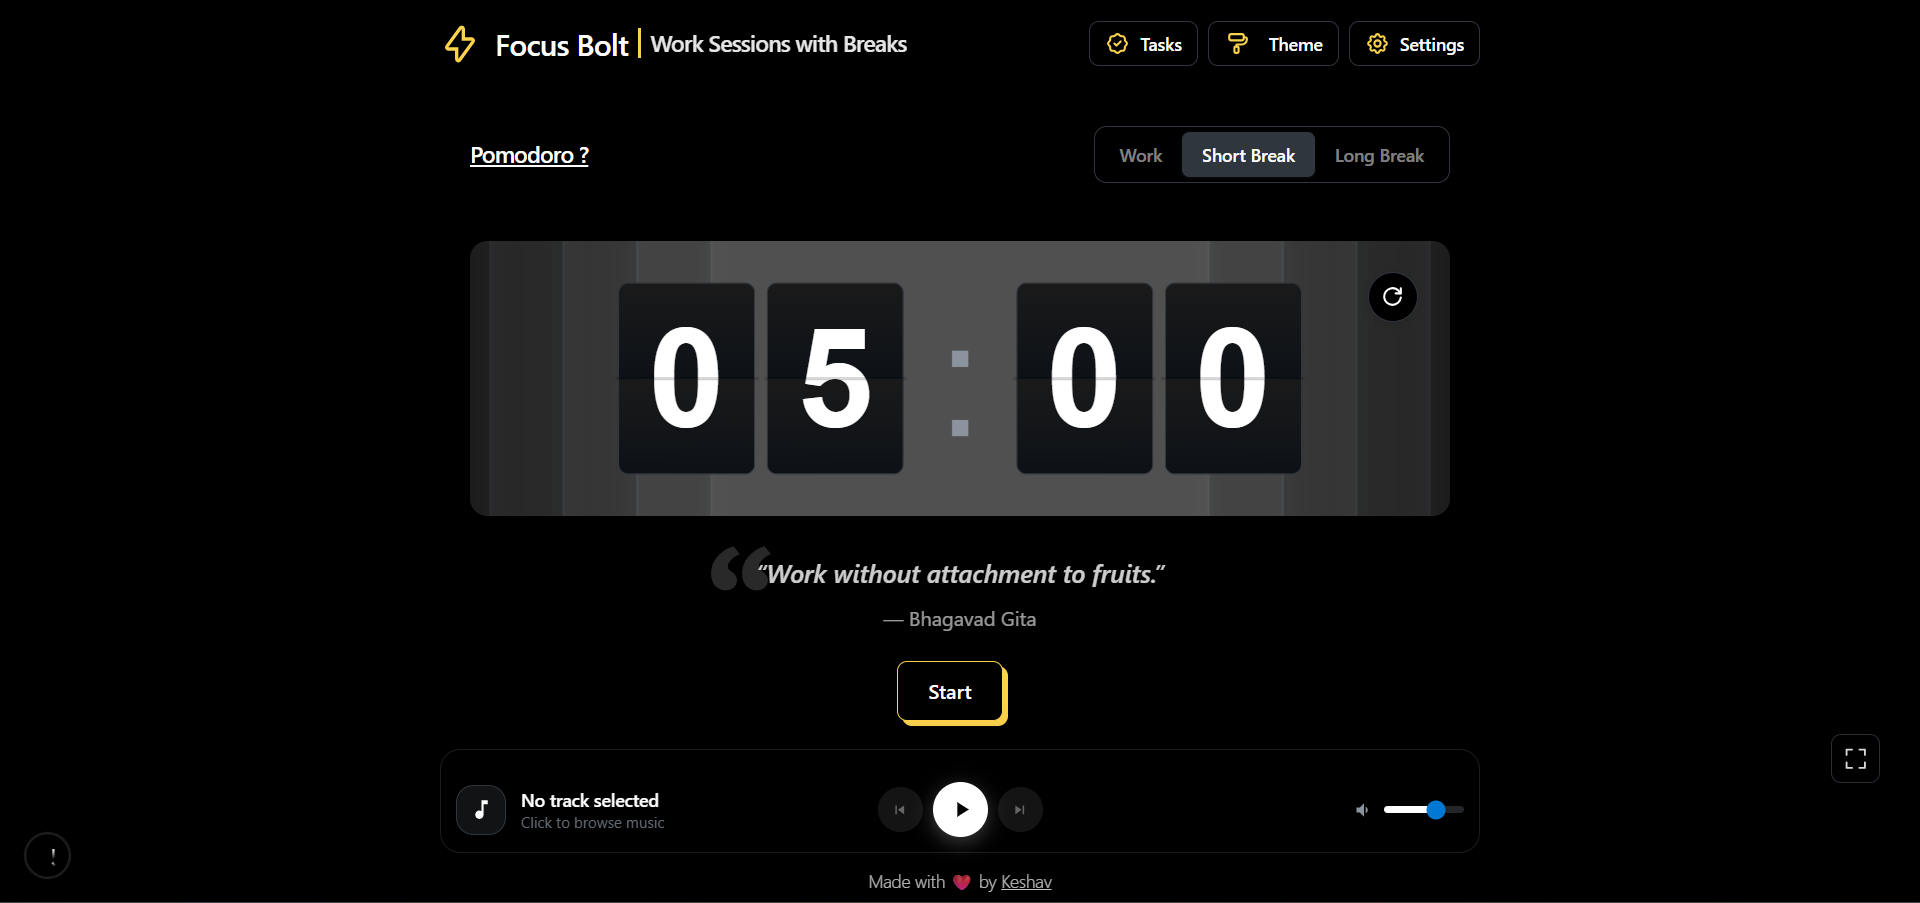 Focus Bolt
Work Sessions with Breaks
Tasks
Theme
Settings
Pomodoro ?
Work
Short Break
Long Break
05:00
“Work without attachment to fruits.”
— Bhagavad Gita
Start
No track selected
Click to browse music
!
Made with ❤️ by Keshav